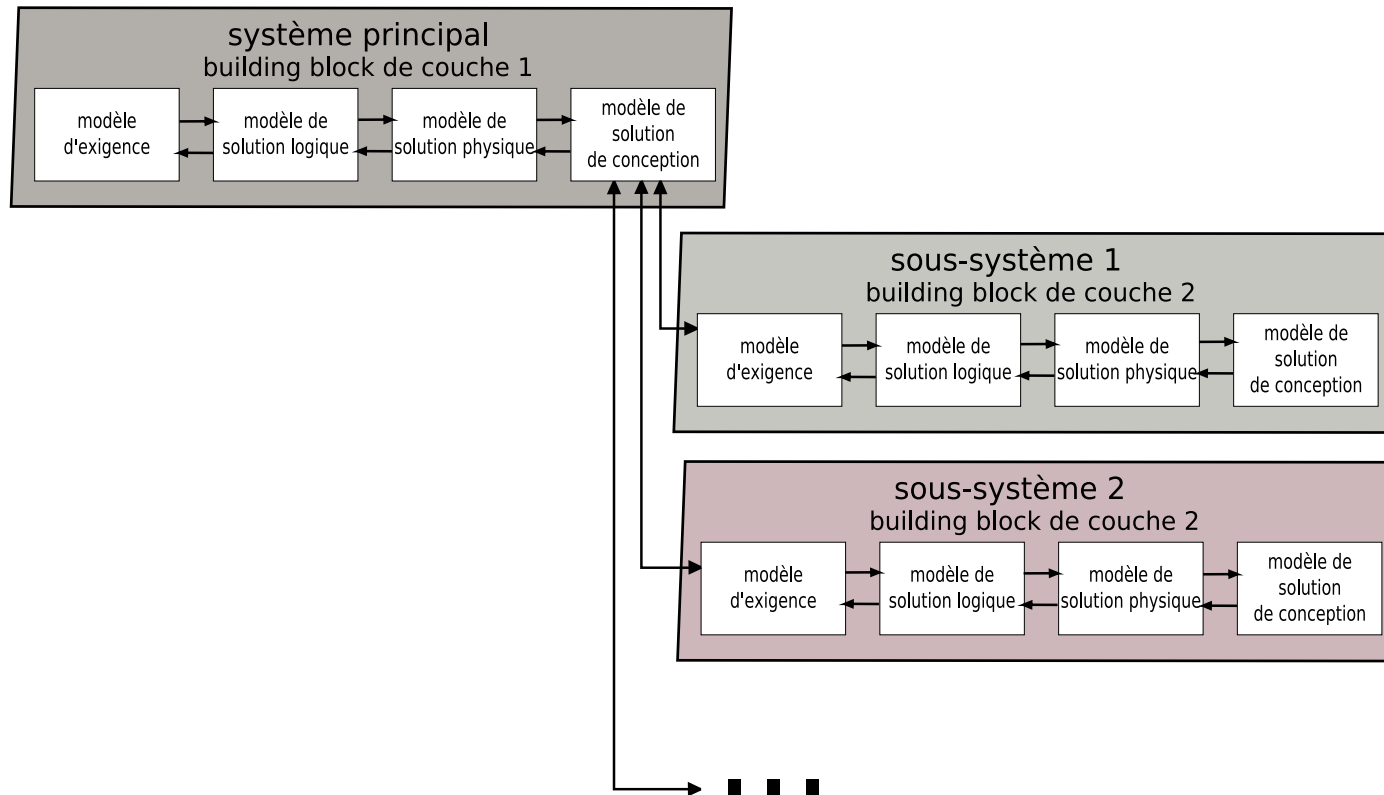 système principal
building block de couche 1
modèle
d'exigence
modèle de
solution logique
modèle de
solution physique
modèle de
solution
de conception
sous-système 1
building block de couche 2
modèle
d'exigence
modèle de
solution logique
modèle de
solution physique
modèle de
solution
de conception
sous-système 2
building block de couche 2
modèle
d'exigence
modèle de
solution logique
modèle de
solution physique
modèle de
solution
de conception